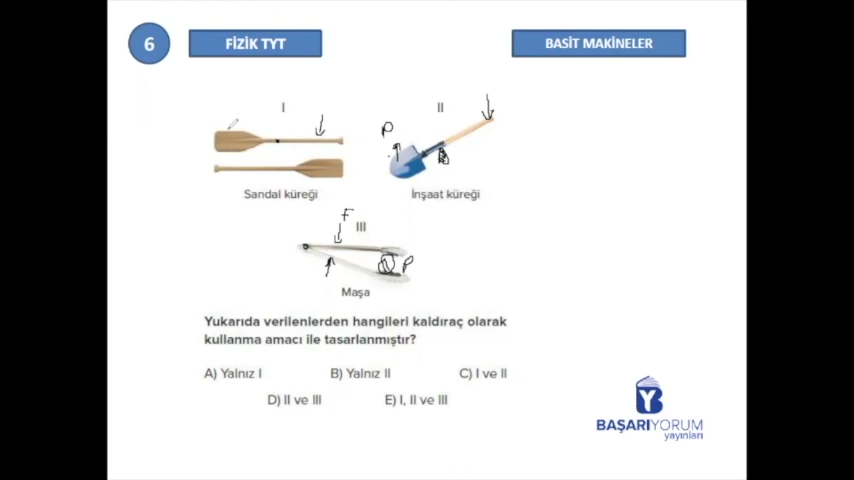 6
FİZİK TYT
BASİT MAKİNELER
I
II
P
Sandal küreği
İnşaat küreği
F
III
P
Maşa
Yukarıda verilenlerden hangileri kaldıraç olarak
kullanma amacı ile tasarlanmıştır?
A) Yalnız I
B) Yalnız II
C) I ve II
D) II ve III
E) I, II ve III
BY
BAŞARIYORUM
yayınları